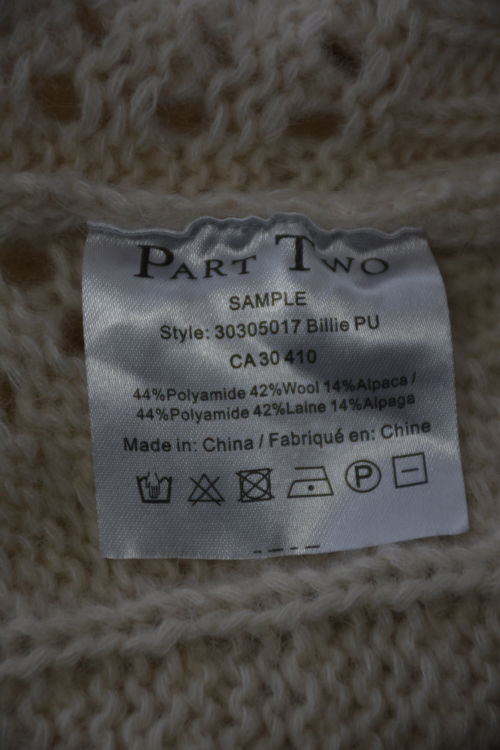 PART TWO
SAMPLE
Style: 30305017 Billie PU
CA 30 410
44%Polyamide 42%Wool 14%Alpaca /
44%Polyamide 42%Laine 14%Alpaga
Made in: China / Fabriqué en: Chine
P